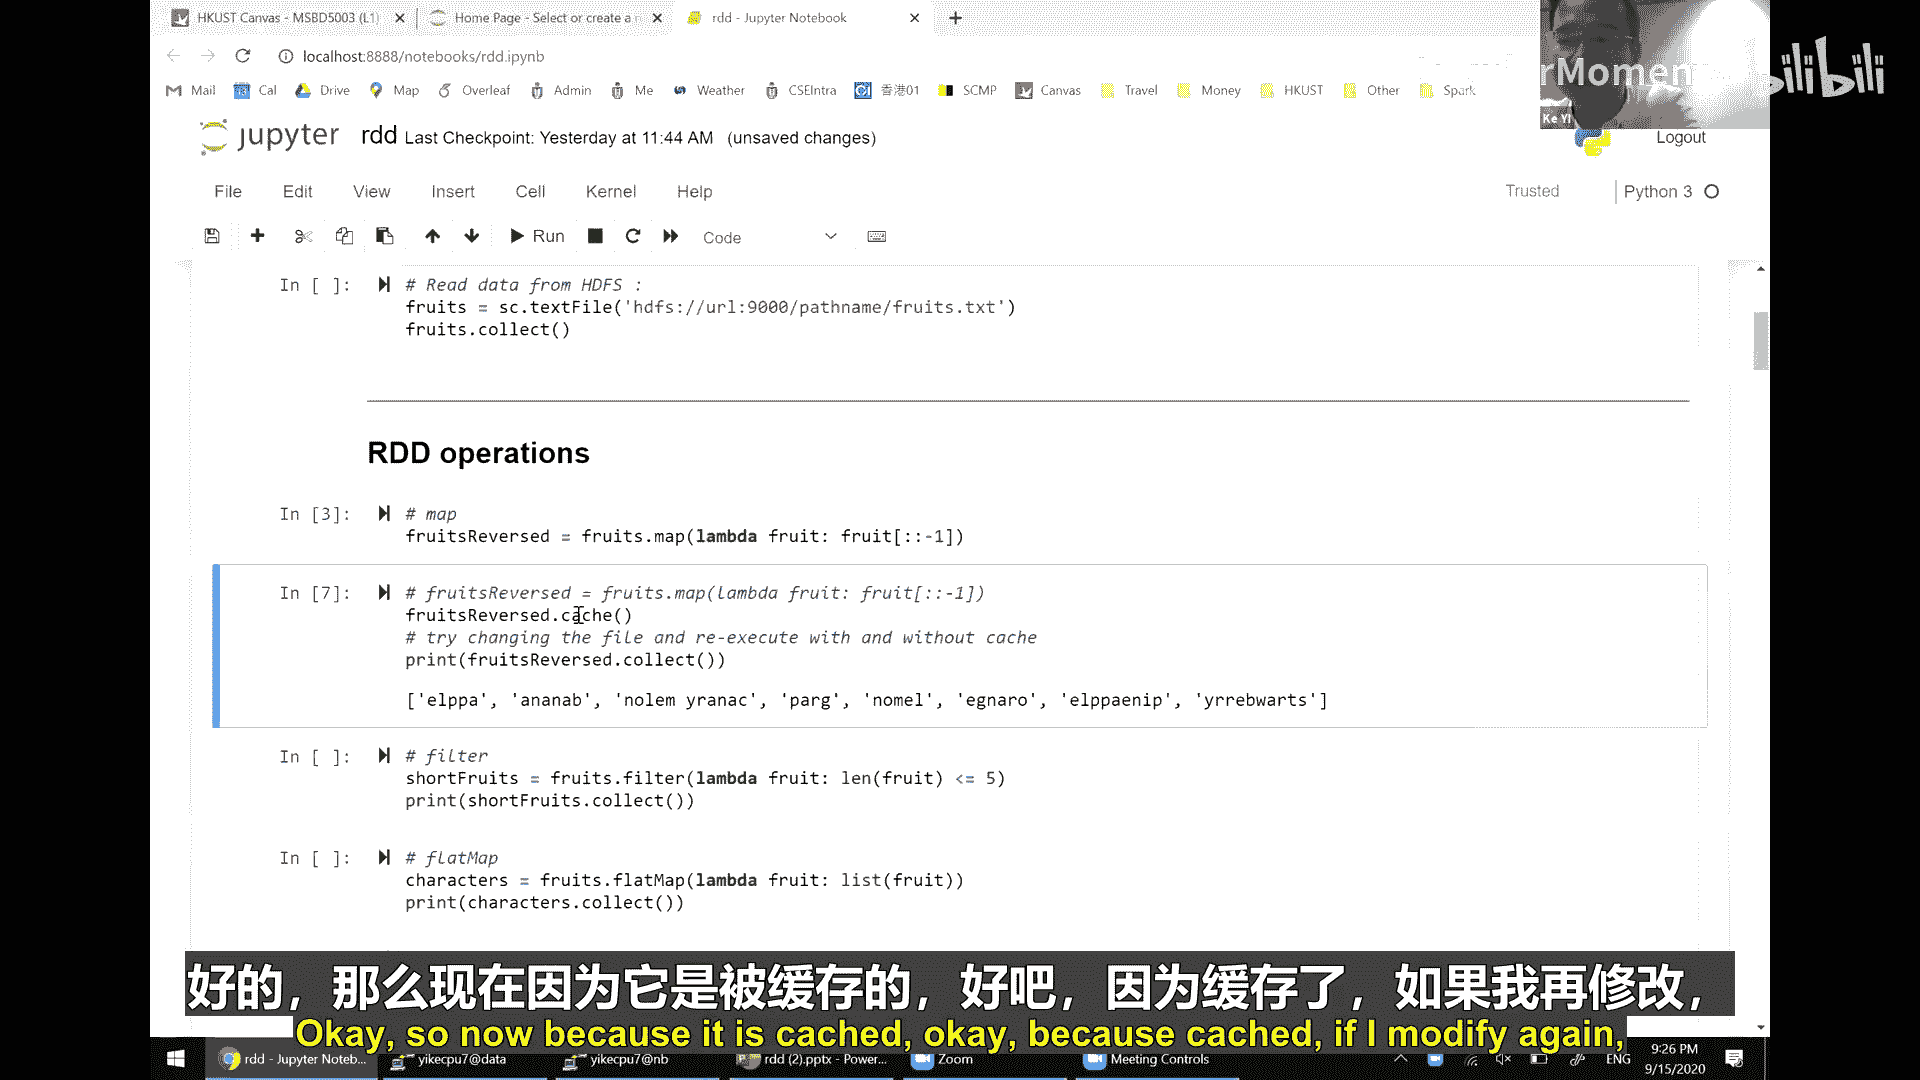 HKUST Canvas - MSBD5003 (L1)
Home Page - Select or create a
rdd - Jupyter Notebook
localhost:8888/notebooks/rdd.ipynb
Mail Cal Drive Map Overleaf Admin Me Weather CSEIntra 香港01 SCMP Canvas Travel Money HKUST Other Spark
rMomen
bilibili
Ke YI
jupyter rdd Last Checkpoint: Yesterday at 11:44 AM (unsaved changes)
Logout
File Edit View Insert Cell Kernel Help
Trusted
Python 3
Run
Code
In [ ]: # Read data from HDFS :
fruits = sc.textFile('hdfs://url:9000/pathname/fruits.txt')
fruits.collect()
RDD operations
In [3]: # map
fruitsReversed = fruits.map(lambda fruit: fruit[::-1])
In [7]: # fruitsReversed = fruits.map(lambda fruit: fruit[::-1])
fruitsReversed.cache()
# try changing the file and re-execute with and without cache
print(fruitsReversed.collect())
['elppa', 'ananab', 'nolem yranac', 'parg', 'nomel', 'egnaro', 'elppaenip', 'yrrebwarts']
In [ ]: # filter
shortFruits = fruits.filter(lambda fruit: len(fruit) <= 5)
print(shortFruits.collect())
In [ ]: # flatMap
characters = fruits.flatMap(lambda fruit: list(fruit))
print(characters.collect())
好的，那么现在因为它是被缓存的，好吧，因为缓存了，如果我再修改，
Okay, so now because it is cached, okay, because cached, if I modify again,
rdd - Jupyter Noteb...
yikecpu7@data
yikecpu7@nb
rdd (2).pptx - Power...
Zoom
Meeting Controls
ENG
9:26 PM
9/15/2020